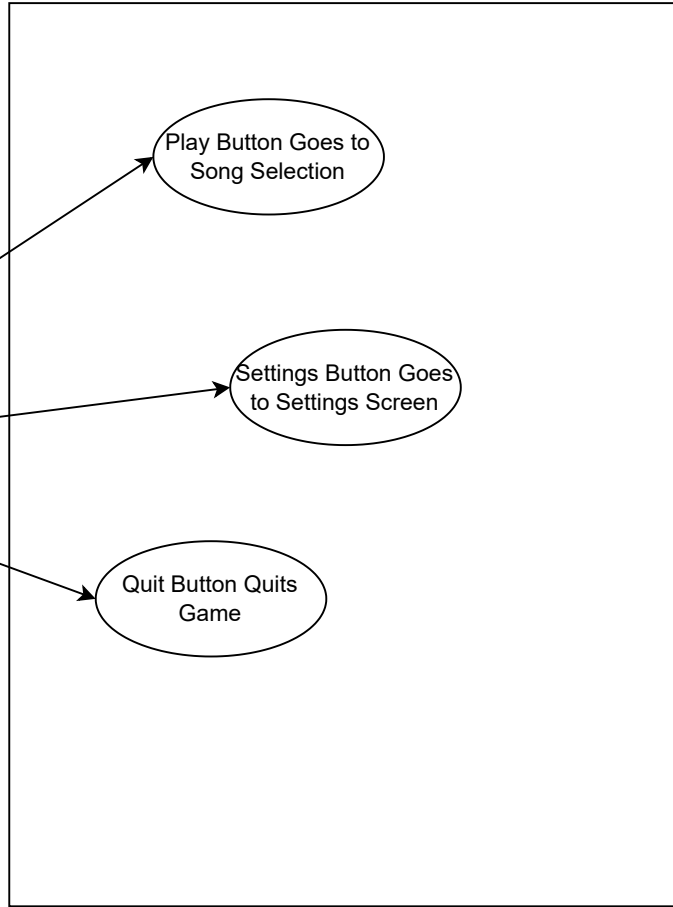 Play Button Goes to
Song Selection
Settings Button Goes
to Settings Screen
Quit Button Quits
Game